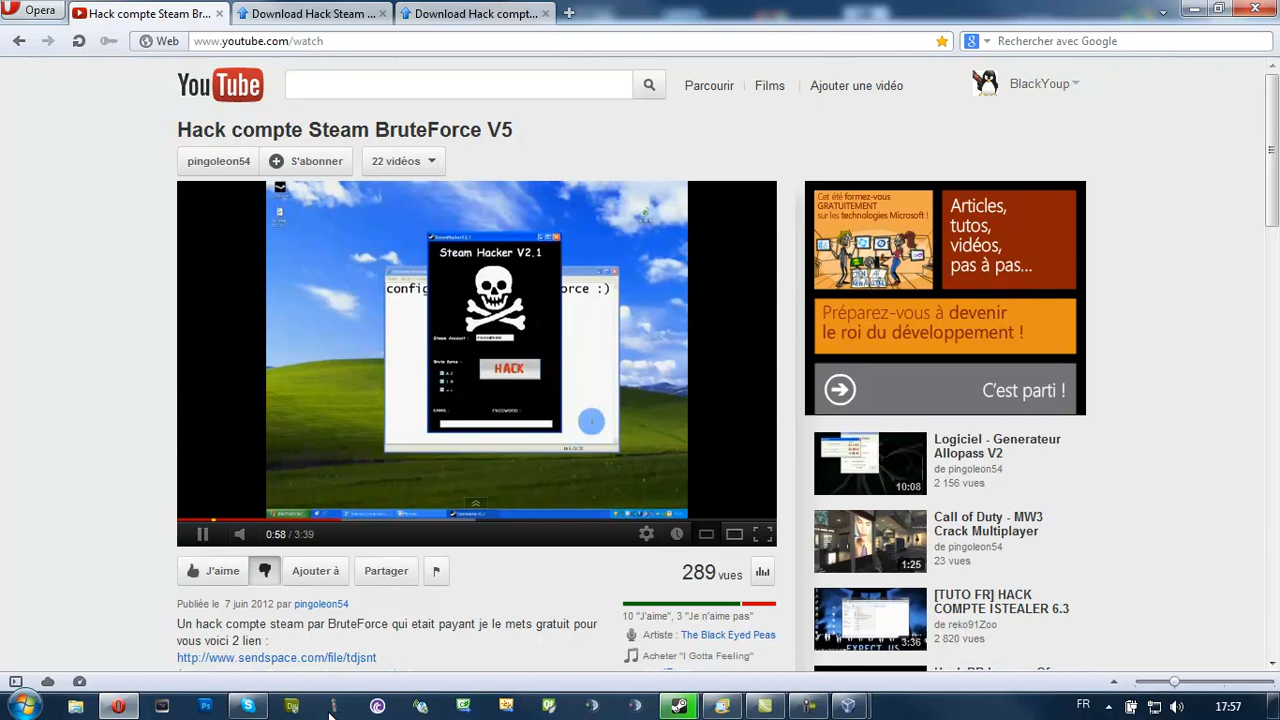 Opera
Hack compte Steam Br...
Download Hack Steam ...
Download Hack compt...
Web
www.youtube.com/watch
Rechercher avec Google
YouTube
Parcourir
Films
Ajouter une vidéo
BlackYoup
Hack compte Steam BruteForce V5
pingoleon54
S'abonner
22 vidéos
Steam Hacker V2.1
Steam Account :
Brute force :
HACK
config
orce :)
0:58 / 3:39
Cet été formez-vous
GRATUITEMENT
sur les technologies Microsoft !
Articles,
tutos,
vidéos,
pas à pas...
Préparez-vous à devenir
le roi du développement !
C'est parti !
Logiciel - Generateur
Allopass V2
de pingoleon54
2 156 vues
10:08
Call of Duty - MW3
Crack Multiplayer
de pingoleon54
23 vues
1:25
[TUTO FR] HACK
COMPTE ISTEALER 6.3
de reko91Zoo
2 820 vues
3:36
J'aime
Ajouter à
Partager
289 vues
Publiée le 7 juin 2012 par pingoleon54
10 "J'aime", 3 "Je n'aime pas"
Un hack compte steam par BruteForce qui etait payant je le mets gratuit pour
vous voici 2 lien :
http://www.sendspace.com/file/tdjsnt
Artiste : The Black Eyed Peas
Acheter "I Gotta Feeling"
FR
17:57